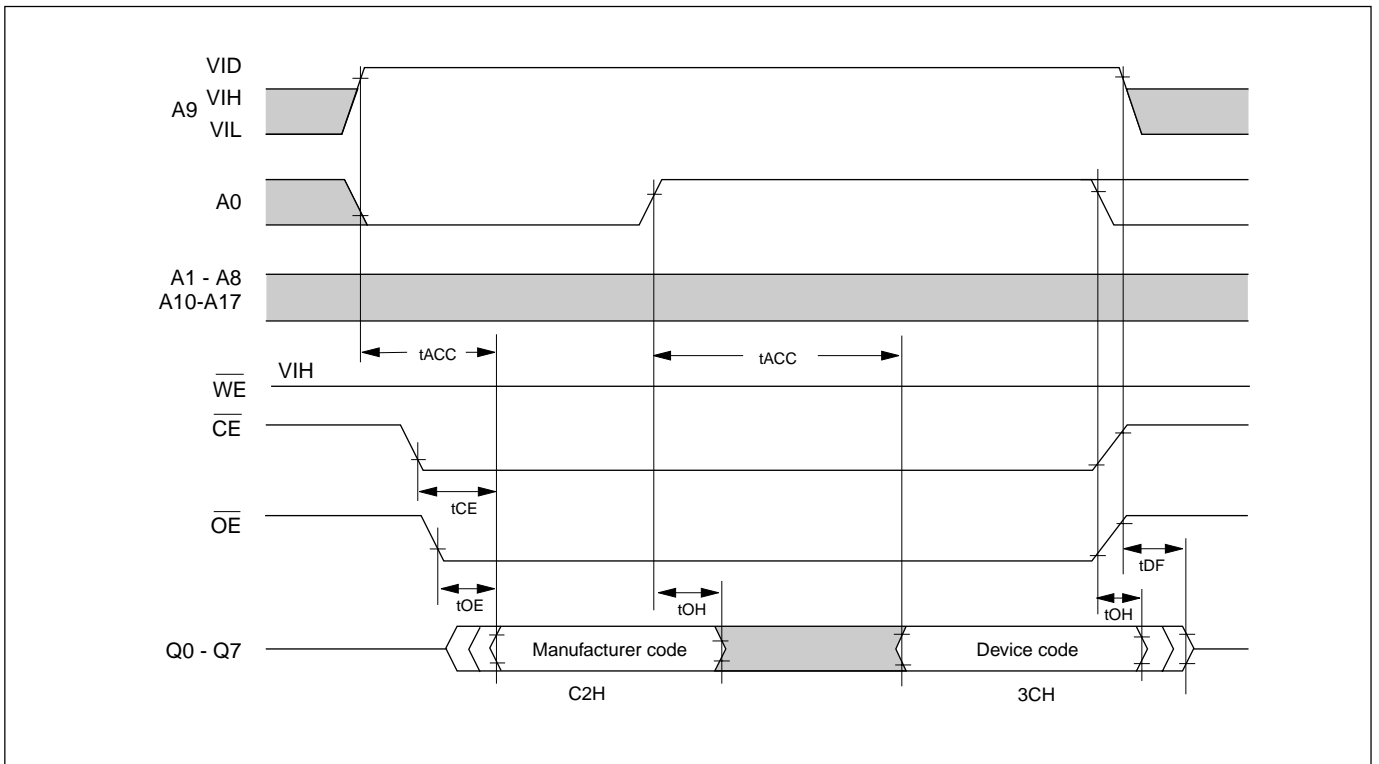 VID
A9 VIH
VIL
A0
A1 - A8
A10-A17
tACC
tACC
VIH
WE
CE
tCE
OE
tDF
tOE
tOH
tOH
Q0 - Q7
Manufacturer code
Device code
C2H
3CH